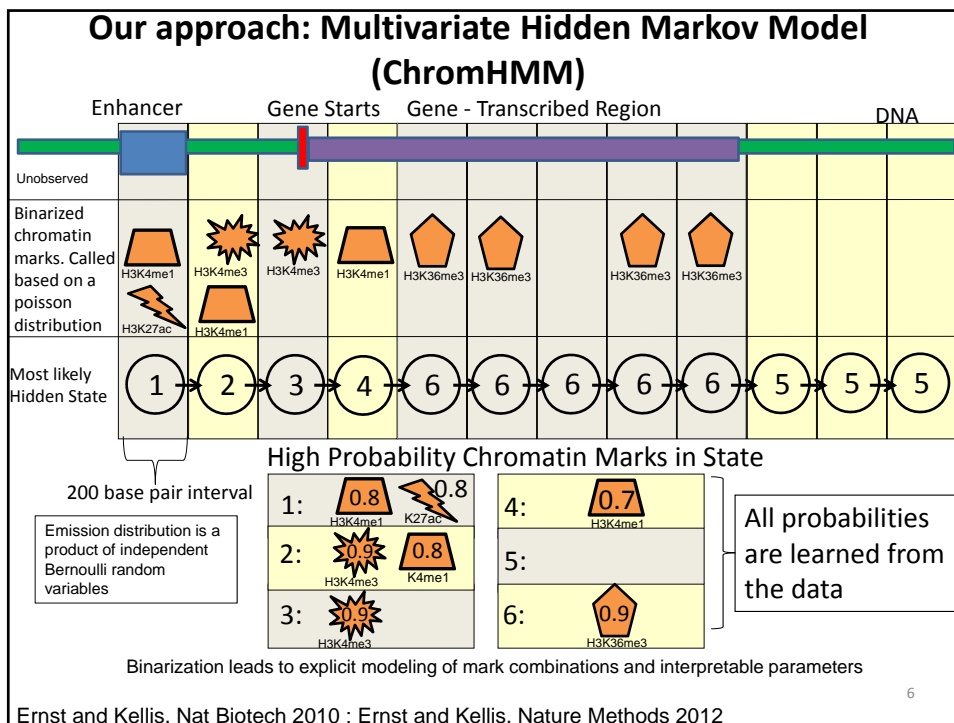 Our approach: Multivariate Hidden Markov Model
(ChromHMM)
Enhancer Gene Starts Gene - Transcribed Region DNA
Unobserved
Binarized
chromatin
marks. Called
based on a
poisson
distribution
H3K4me1 H3K4me3 H3K4me3 H3K4me1 H3K36me3 H3K36me3 H3K36me3 H3K36me3
H3K27ac H3K4me1
Most likely
Hidden State
1 2 3 4 6 6 6 6 6 5 5 5
200 base pair interval
Emission distribution is a
product of independent
Bernoulli random
variables
High Probability Chromatin Marks in State
1: 0.8 0.8
H3K4me1 K27ac
2: 0.9 0.8
H3K4me3 K4me1
3: 0.9
H3K4me3
4: 0.7
H3K4me1
5:
6: 0.9
H3K36me3
All probabilities
are learned from
the data
Binarization leads to explicit modeling of mark combinations and interpretable parameters
6
Ernst and Kellis, Nat Biotech 2010 ; Ernst and Kellis, Nature Methods 2012